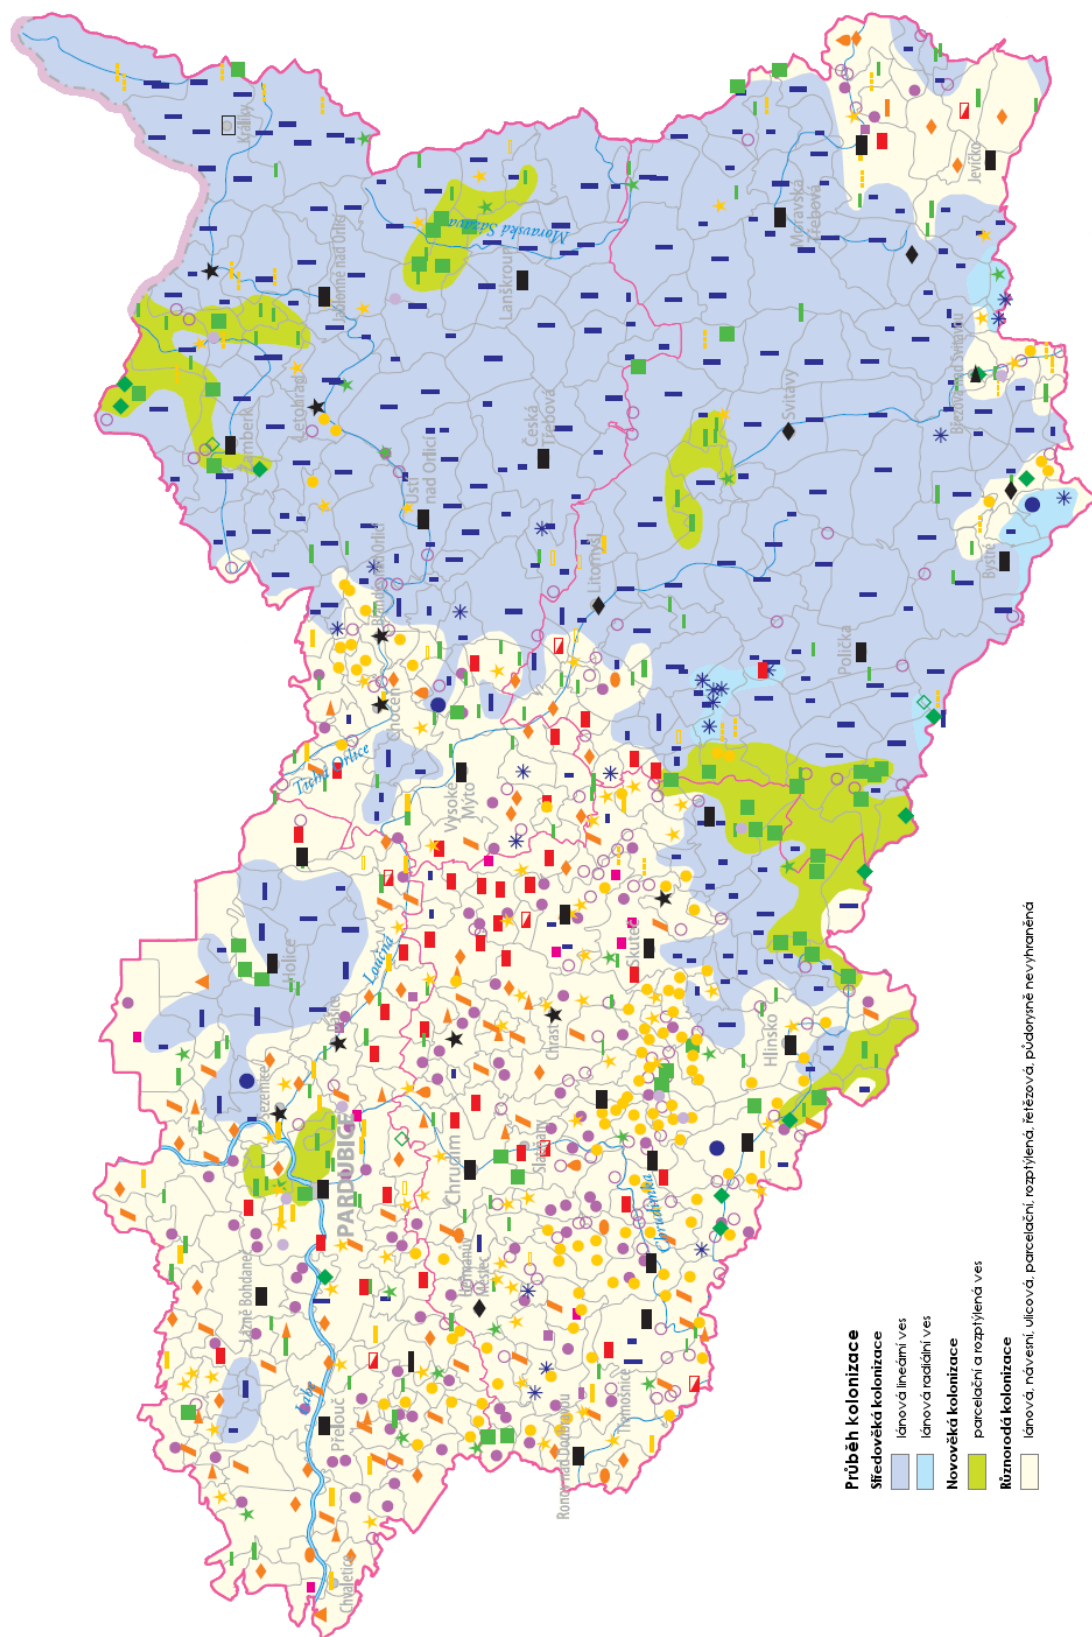 Králíky
Jablonné nad Orlicí
Moravská Sázava
Lanškroun
Moravská
Třebová
Jevíčko
Žamberk
Letohrad
Ústí
nad Orlicí
Česká
Třebová
Svitavy
Březová nad Svitavou
Brandýs nad Orlicí
Litomyšl
Bystré
Polička
Choceň
Tichá Orlice
Vysoké
Mýto
Holice
Loučná
Skuteč
Hlinsko
Chrast
Sezemice
PARDUBICE
Chrudim
Slatiňany
Chrudimka
Lázně Bohdaneč
Heřmanův
Městec
Labe
Přelouč
Třemošnice
Ronov nad Doubravou
Chvaletice
Průběh kolonizace
Středověká kolonizace
lánová lineární ves
lánová radiální ves
Novověká kolonizace
parcelační a rozptýlená ves
Různorodá kolonizace
lánová, návesní, ulicová, parcelační, rozptýlená, řetězová, půdorysně nevyhraněná